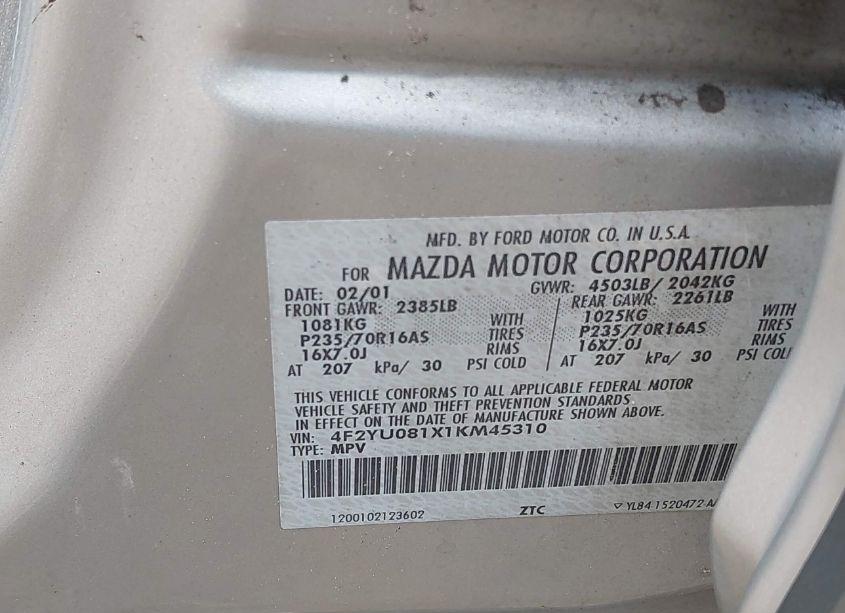 MFD. BY FORD MOTOR CO. IN U.S.A.
FOR MAZDA MOTOR CORPORATION
DATE: 02/01 GVWR: 4503LB/ 2042KG
FRONT GAWR: 2385LB REAR GAWR: 2261LB
1081KG WITH 1025KG WITH
P235/70R16AS TIRES P235/70R16AS TIRES
16X7.0J RIMS 16X7.0J RIMS
AT 207 kPa/ 30 PSI COLD AT 207 kPa/ 30 PSI COL
THIS VEHICLE CONFORMS TO ALL APPLICABLE FEDERAL MOTOR
VEHICLE SAFETY AND THEFT PREVENTION STANDARDS
IN EFFECT ON THE DATE OF MANUFACTURE SHOWN ABOVE.
VIN: 4F2YU081X1KM45310
TYPE: MPV
1200102123602 ZTC YL84 1520472-A